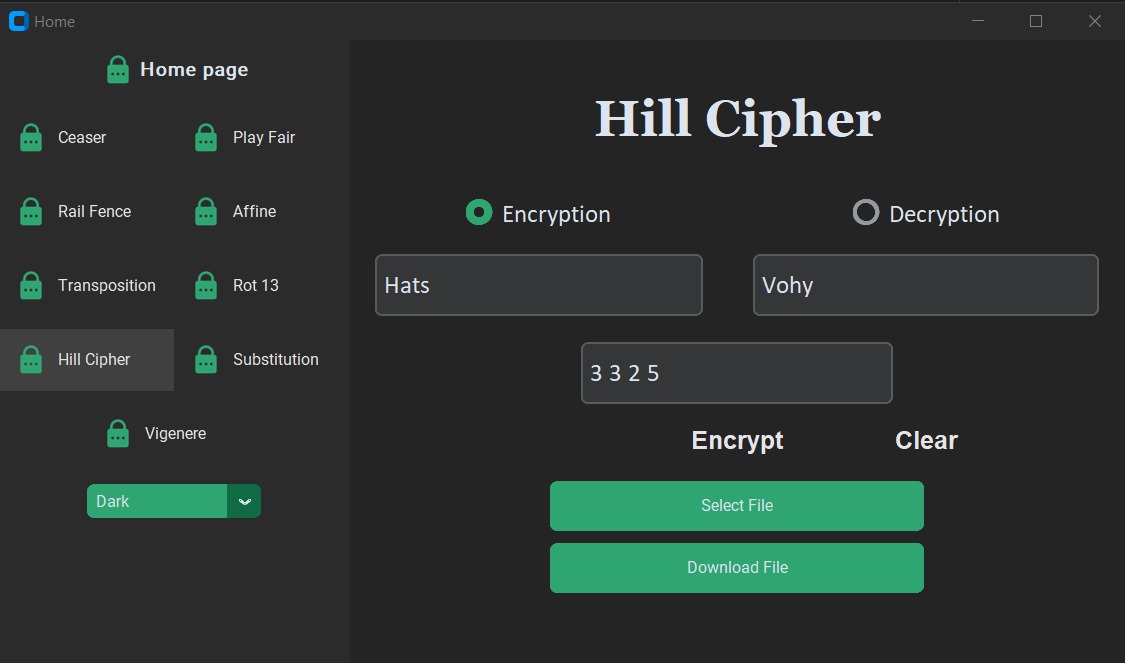 Home
Home page
Ceaser
Play Fair
Rail Fence
Affine
Transposition
Rot 13
Hill Cipher
Substitution
Vigenere
Dark
Hill Cipher
Encryption
Decryption
Hats
Vohy
3 3 2 5
Encrypt
Clear
Select File
Download File